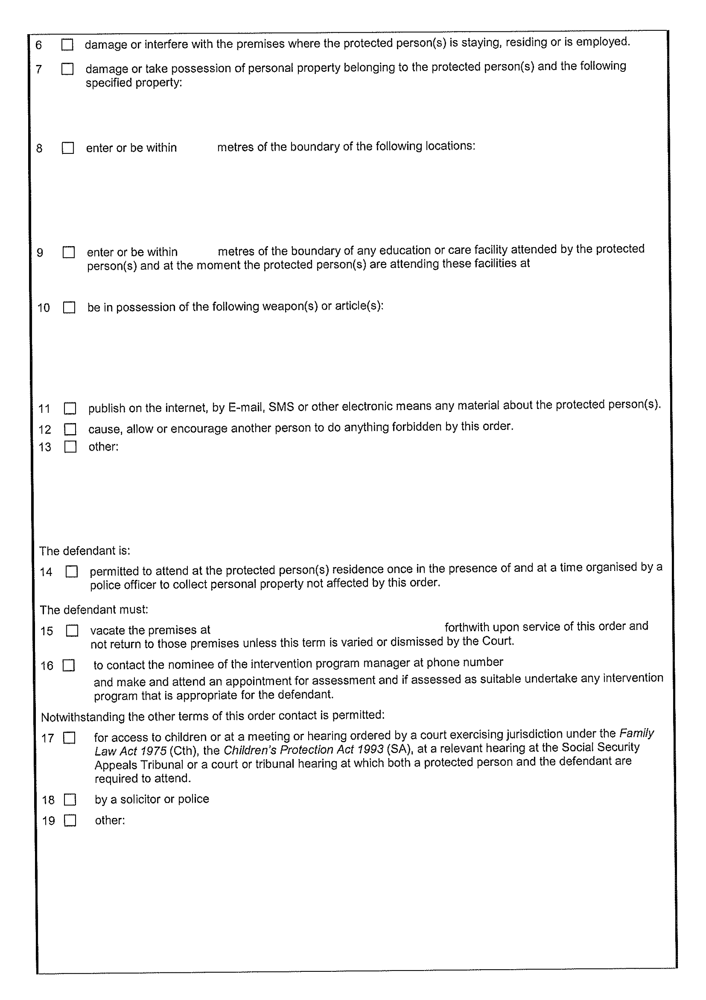 6 ☐ damage or interfere with the premises where the protected person(s) is staying, residing or is employed.
7 ☐ damage or take possession of personal property belonging to the protected person(s) and the following
specified property:
8 ☐ enter or be within metres of the boundary of the following locations:
9 ☐ enter or be within metres of the boundary of any education or care facility attended by the protected
person(s) and at the moment the protected person(s) are attending these facilities at
10 ☐ be in possession of the following weapon(s) or article(s):
11 ☐ publish on the internet, by E-mail, SMS or other electronic means any material about the protected person(s).
12 ☐ cause, allow or encourage another person to do anything forbidden by this order.
13 ☐ other:
The defendant is:
14 ☐ permitted to attend at the protected person(s) residence once in the presence of and at a time organised by a
police officer to collect personal property not affected by this order.
The defendant must:
15 ☐ vacate the premises at forthwith upon service of this order and
not return to those premises unless this term is varied or dismissed by the Court.
16 ☐ to contact the nominee of the intervention program manager at phone number
and make and attend an appointment for assessment and if assessed as suitable undertake any intervention
program that is appropriate for the defendant.
Notwithstanding the other terms of this order contact is permitted:
17 ☐ for access to children or at a meeting or hearing ordered by a court exercising jurisdiction under the Family
Law Act 1975 (Cth), the Children's Protection Act 1993 (SA), at a relevant hearing at the Social Security
Appeals Tribunal or a court or tribunal hearing at which both a protected person and the defendant are
required to attend.
18 ☐ by a solicitor or police
19 ☐ other: